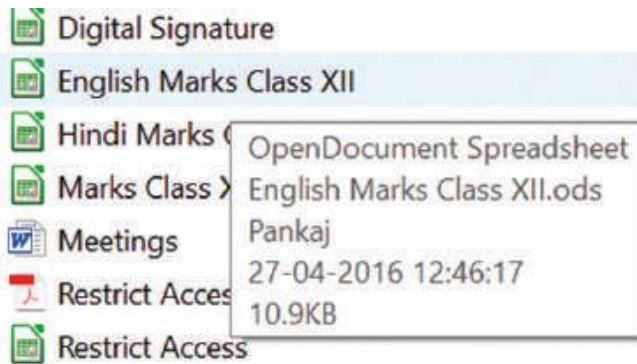 Digital Signature
English Marks Class XII
Hindi Marks
Marks Class
Meetings
Restrict Acces
Restrict Access
OpenDocument Spreadsheet
English Marks Class XII.ods
Pankaj
27-04-2016 12:46:17
10.9KB